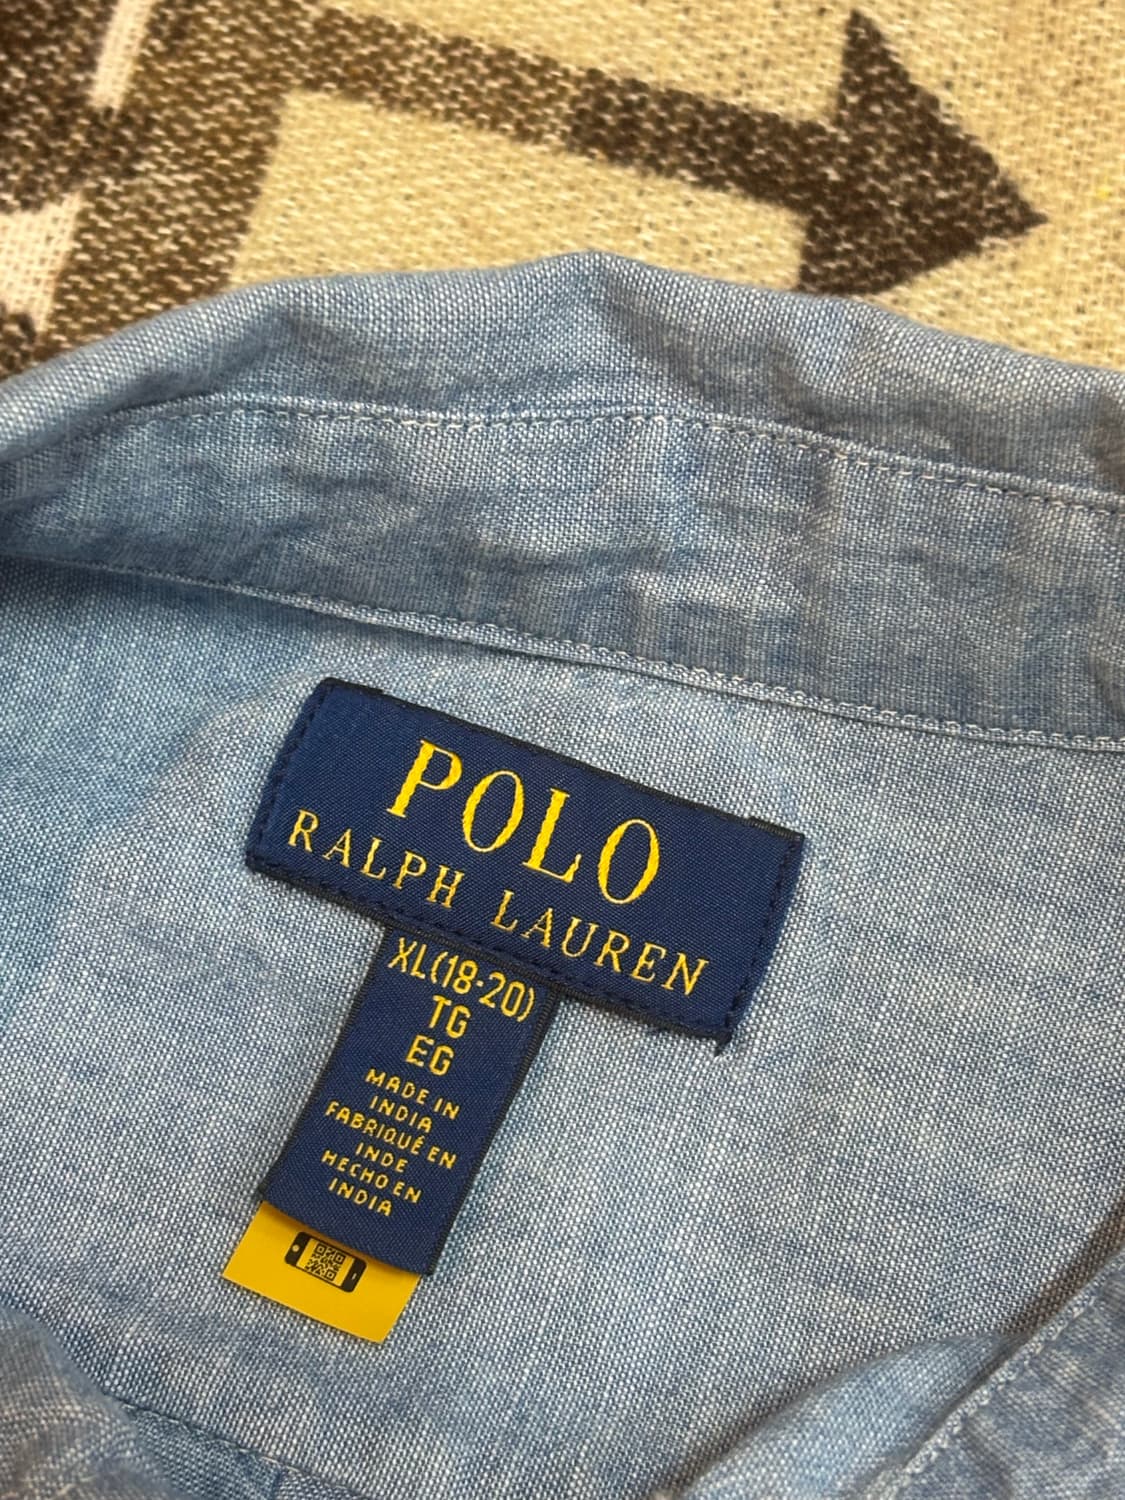 POLO
RALPH LAUREN
XL(18-20)
TG
EG
MADE IN
INDIA
FABRIQUÉ EN
INDE
HECHO EN
INDIA